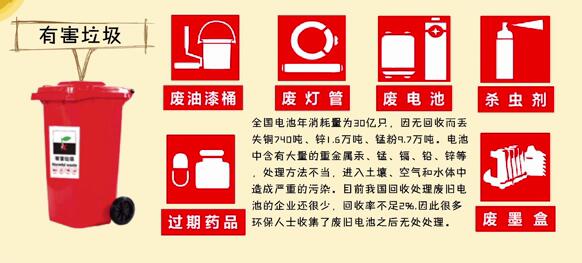 有害垃圾
废油漆桶
废灯管
废电池
杀虫剂
有害垃圾
Harmful waste
过期药品
全国电池年消耗量为30亿只，因无回收而丢
失铜740吨、锌1.6万吨、锰粉9.7万吨。电池
中含有大量的重金属汞、锰、镉、铅、锌等
，处理方法不当，进入土壤、空气和水体中
造成严重的污染。目前我国回收处理废旧电
池的企业还很少，回收率不足2%.因此很多
环保人士收集了废旧电池之后无处处理。
废墨盒